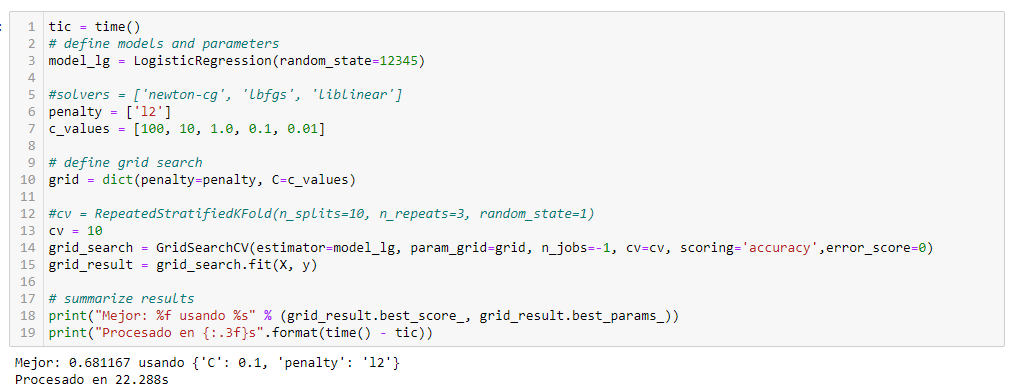 1 tic = time()
2 # define models and parameters
3 model_lg = LogisticRegression(random_state=12345)
4
5 #solvers = ['newton-cg', 'lbfgs', 'liblinear']
6 penalty = ['l2']
7 c_values = [100, 10, 1.0, 0.1, 0.01]
8
9 # define grid search
10 grid = dict(penalty=penalty, C=c_values)
11
12 #cv = RepeatedStratifiedKFold(n_splits=10, n_repeats=3, random_state=1)
13 cv = 10
14 grid_search = GridSearchCV(estimator=model_lg, param_grid=grid, n_jobs=-1, cv=cv, scoring='accuracy',error_score=0)
15 grid_result = grid_search.fit(X, y)
16
17 # summarize results
18 print("Mejor: %f usando %s" % (grid_result.best_score_, grid_result.best_params_))
19 print("Procesado en {:.3f}s".format(time() - tic))
Mejor: 0.681167 usando {'C': 0.1, 'penalty': 'l2'}
Procesado en 22.288s